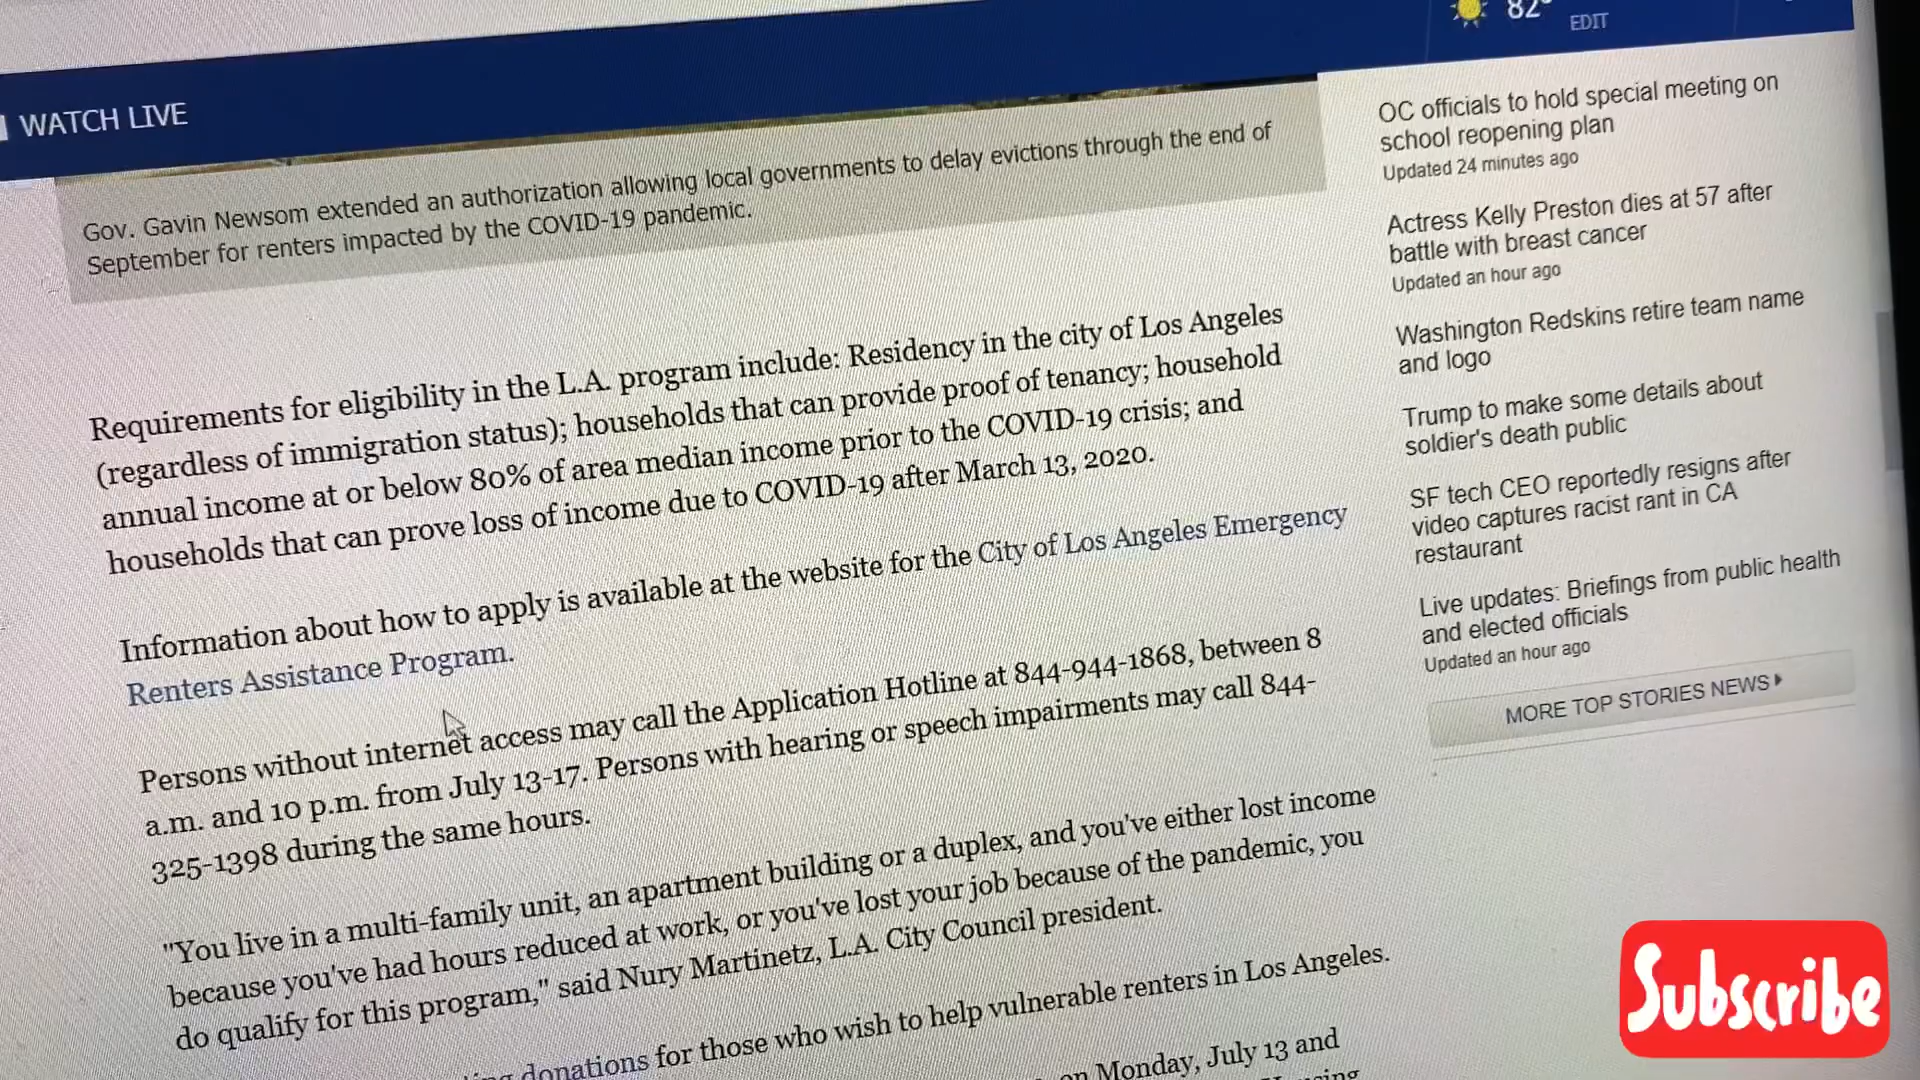 82°
EDIT
WATCH LIVE
Gov. Gavin Newsom extended an authorization allowing local governments to delay evictions through the end of
September for renters impacted by the COVID-19 pandemic.
Requirements for eligibility in the L.A. program include: Residency in the city of Los Angeles
(regardless of immigration status); households that can provide proof of tenancy; household
annual income at or below 80% of area median income prior to the COVID-19 crisis; and
households that can prove loss of income due to COVID-19 after March 13, 2020.
Information about how to apply is available at the website for the City of Los Angeles Emergency
Renters Assistance Program.
Persons without internet access may call the Application Hotline at 844-944-1868, between 8
a.m. and 10 p.m. from July 13-17. Persons with hearing or speech impairments may call 844-
325-1398 during the same hours.
"You live in a multi-family unit, an apartment building or a duplex, and you've either lost income
because you've had hours reduced at work, or you've lost your job because of the pandemic, you
do qualify for this program," said Nury Martinetz, L.A. City Council president.
donations for those who wish to help vulnerable renters in Los Angeles.
on Monday, July 13 and
OC officials to hold special meeting on
school reopening plan
Updated 24 minutes ago
Actress Kelly Preston dies at 57 after
battle with breast cancer
Updated an hour ago
Washington Redskins retire team name
and logo
Trump to make some details about
soldier's death public
SF tech CEO reportedly resigns after
video captures racist rant in CA
restaurant
Live updates: Briefings from public health
and elected officials
Updated an hour ago
MORE TOP STORIES NEWS
Subscribe